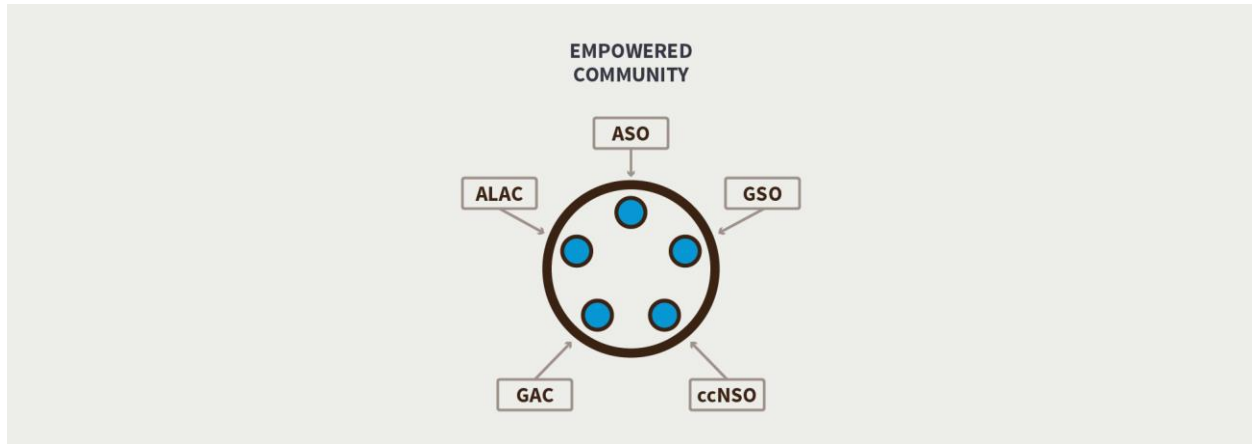 EMPOWERED
COMMUNITY
ASO
ALAC
GSO
GAC
ccNSO